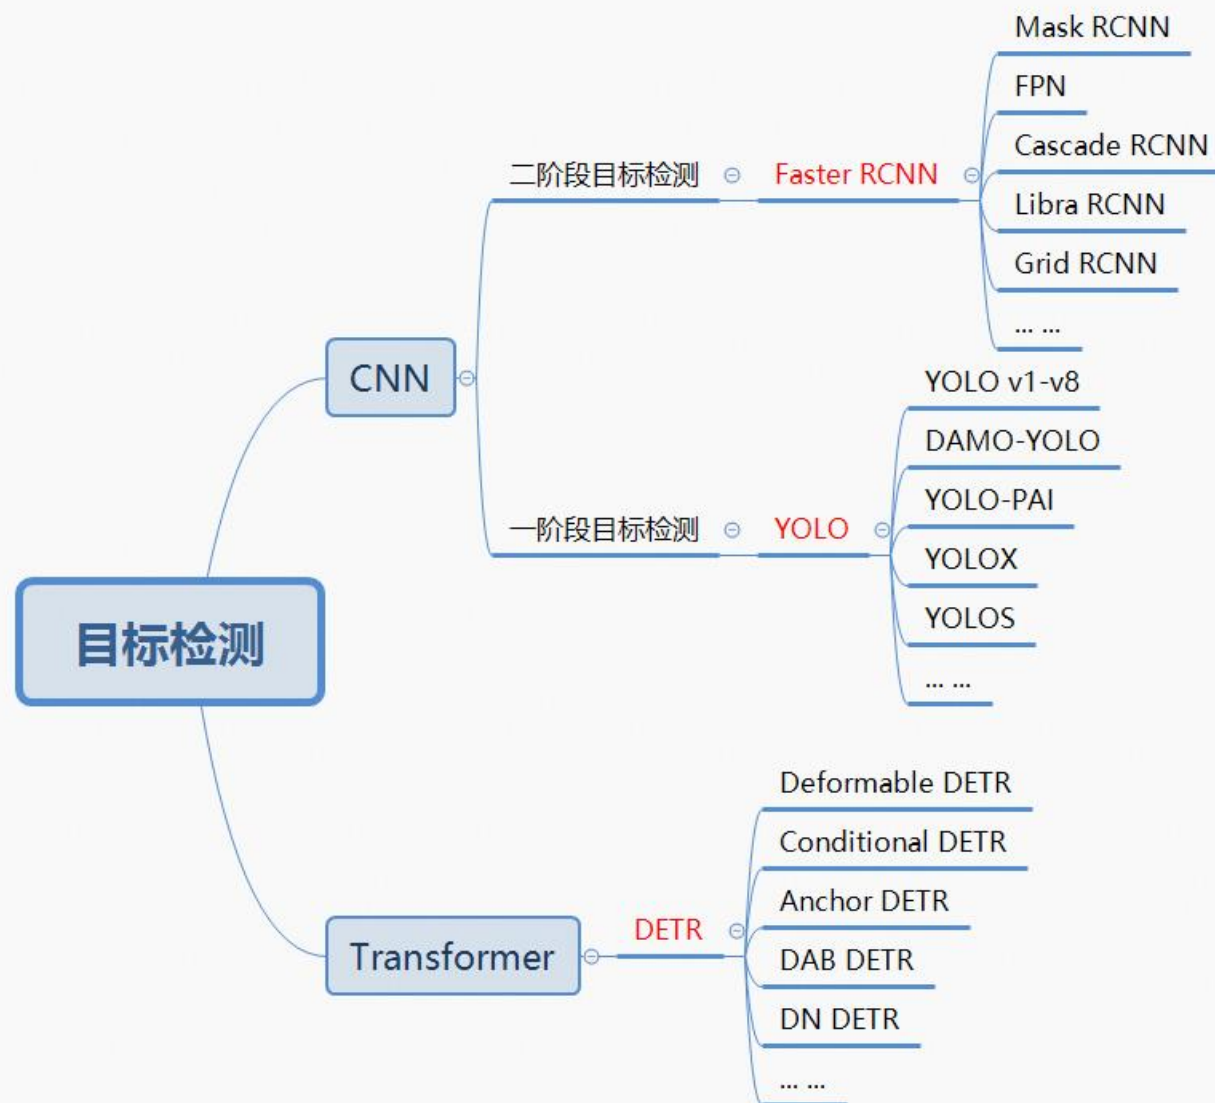 Mask RCNN
FPN
Cascade RCNN
二阶段目标检测
Faster RCNN
Libra RCNN
Grid RCNN
... ...
CNN
YOLO v1-v8
DAMO-YOLO
YOLO-PAI
一阶段目标检测
YOLO
YOLOX
YOLOS
... ...
目标检测
Deformable DETR
Conditional DETR
Anchor DETR
Transformer
DETR
DAB DETR
DN DETR
... ...